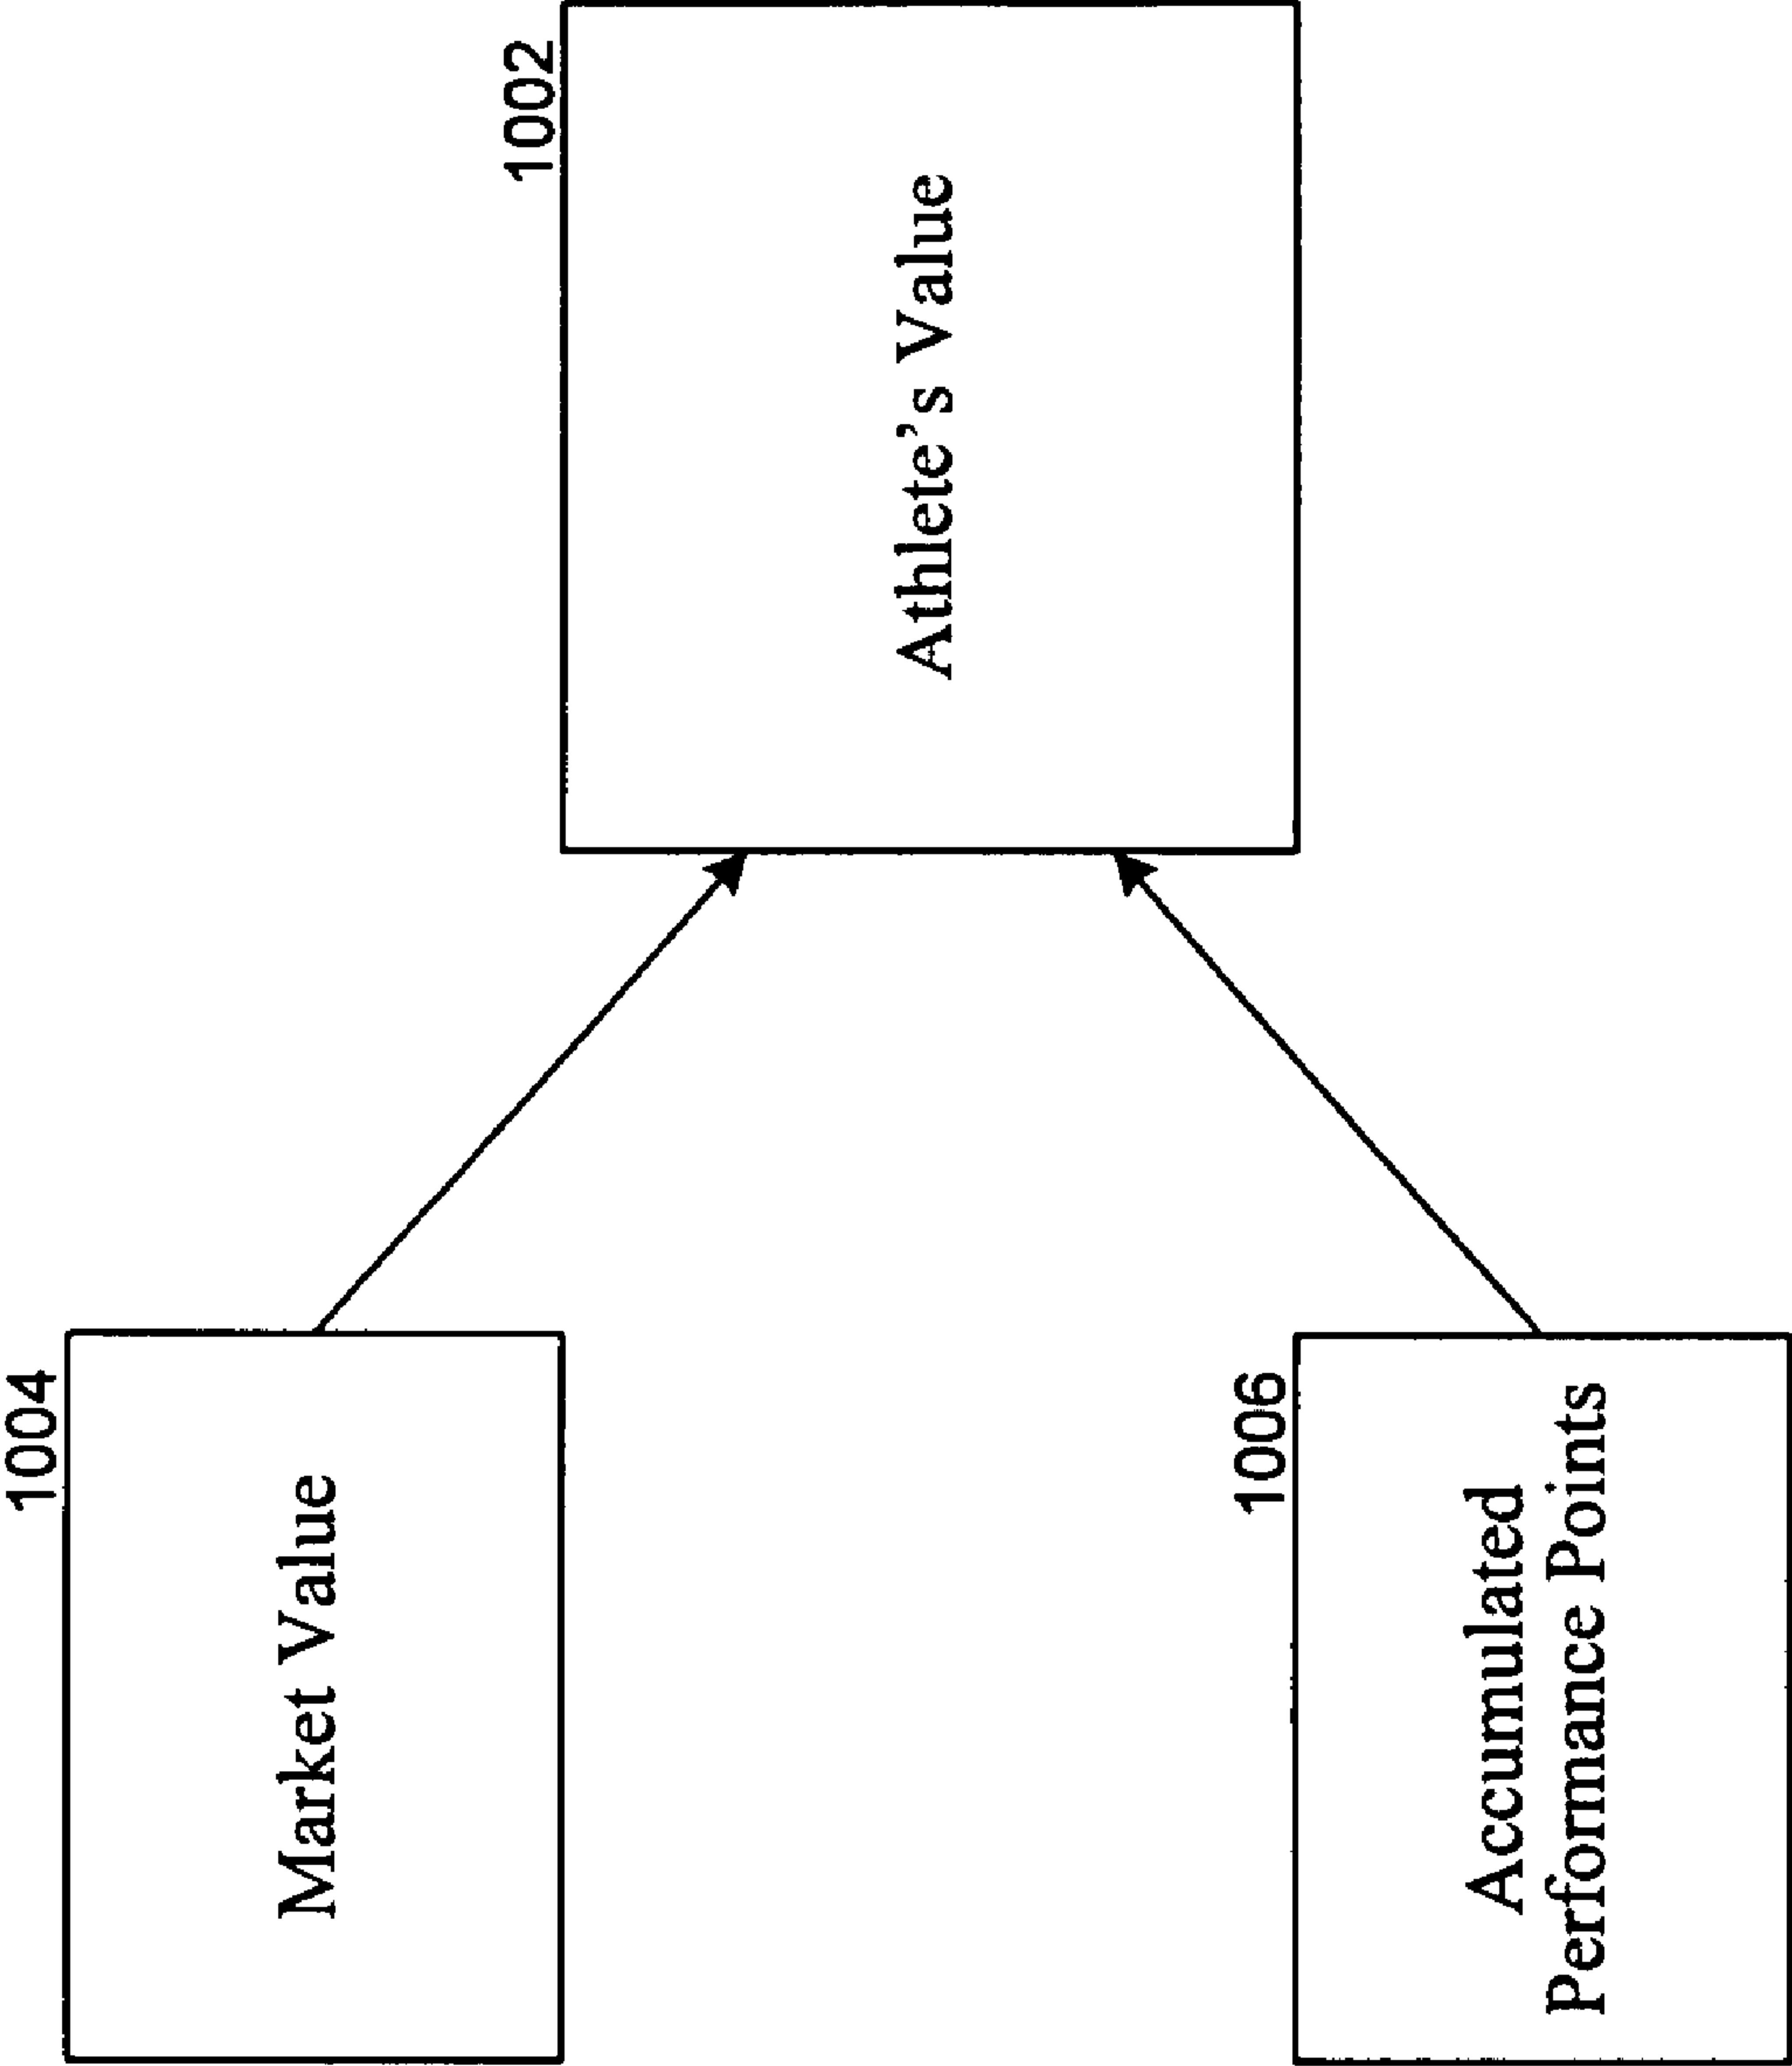 1004
Market Value
1002
Athlete's Value
1006
Accumulated
Performance Points